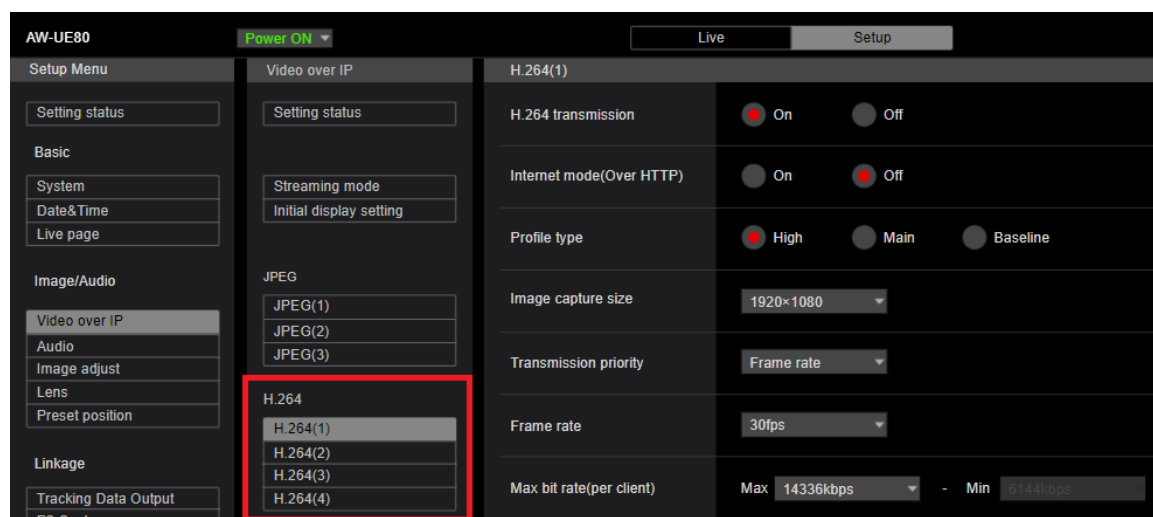 AW-UE80
Power ON
Live
Setup
Setup Menu
Setting status
Basic
System
Date&Time
Live page
Image/Audio
Video over IP
Audio
Image adjust
Lens
Preset position
Linkage
Tracking Data Output
Video over IP
Setting status
Streaming mode
Initial display setting
JPEG
JPEG(1)
JPEG(2)
JPEG(3)
H.264
H.264(1)
H.264(2)
H.264(3)
H.264(4)
H.264(1)
H.264 transmission On Off
Internet mode(Over HTTP) On Off
Profile type High Main Baseline
Image capture size 1920×1080
Transmission priority Frame rate
Frame rate 30fps
Max bit rate(per client) Max 14336kbps - Min 6144kbps